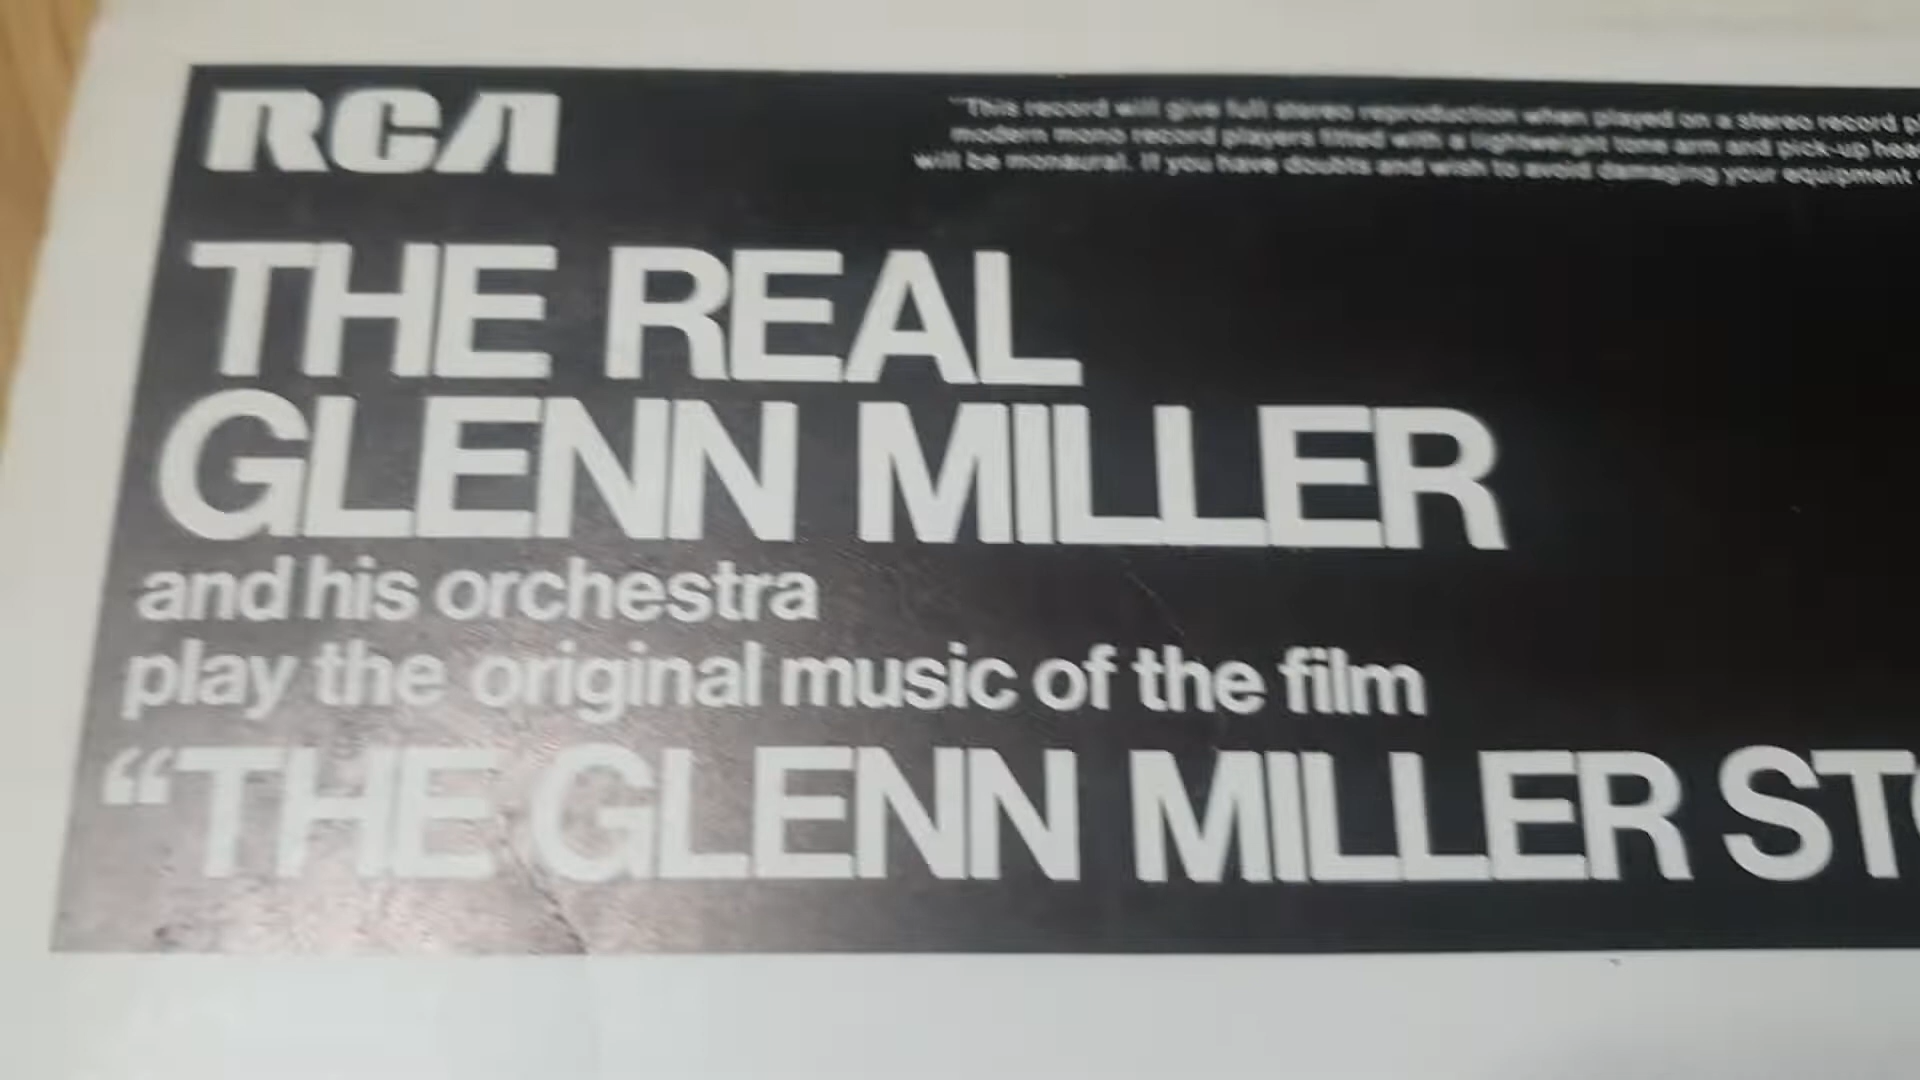 RCA
"This record will give full stereo reproduction when played on a stereo record
modern mono record players fitted with a lightweight tone arm and pick-up
will be monaural. If you have doubts and wish to avoid damaging your equipment
THE REAL
GLENN MILLER
and his orchestra
play the original music of the film
"THE GLENN MILLER ST